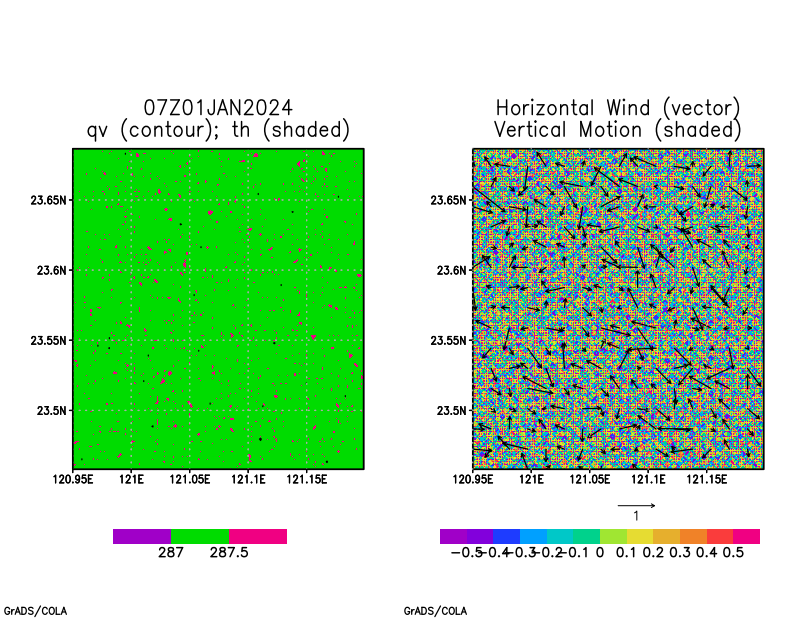 07Z01JAN2024
qv (contour); th (shaded)
23.65N
23.6N
23.55N
23.5N
120.95E 121E 121.05E 121.1E 121.15E
287 287.5
Horizontal Wind (vector)
Vertical Motion (shaded)
23.65N
23.6N
23.55N
23.5N
120.95E 121E 121.05E 121.1E 121.15E
1
-0.5 -0.4 -0.3 -0.2 -0.1 0 0.1 0.2 0.3 0.4 0.5
GrADS/COLA GrADS/COLA